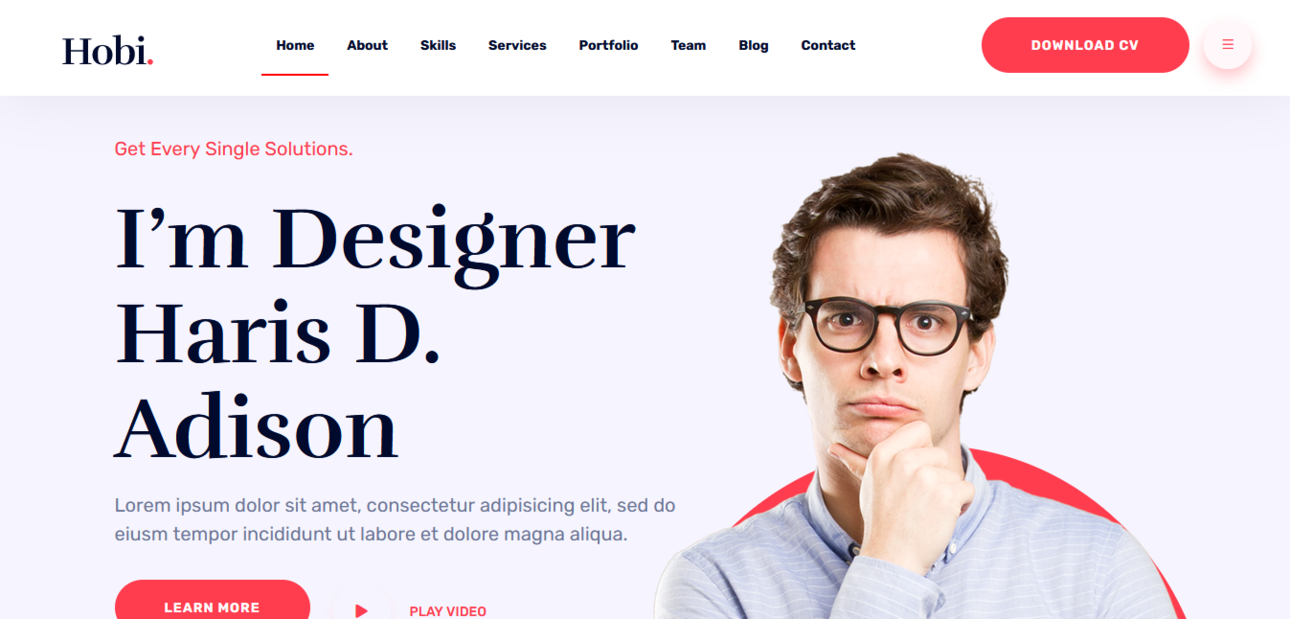 Hobi.
Home About Skills Services Portfolio Team Blog Contact
DOWNLOAD CV
Get Every Single Solutions.
I’m Designer
Haris D.
Adison
Lorem ipsum dolor sit amet, consectetur adipisicing elit, sed do
eiusm tempor incididunt ut labore et dolore magna aliqua.
LEARN MORE
PLAY VIDEO